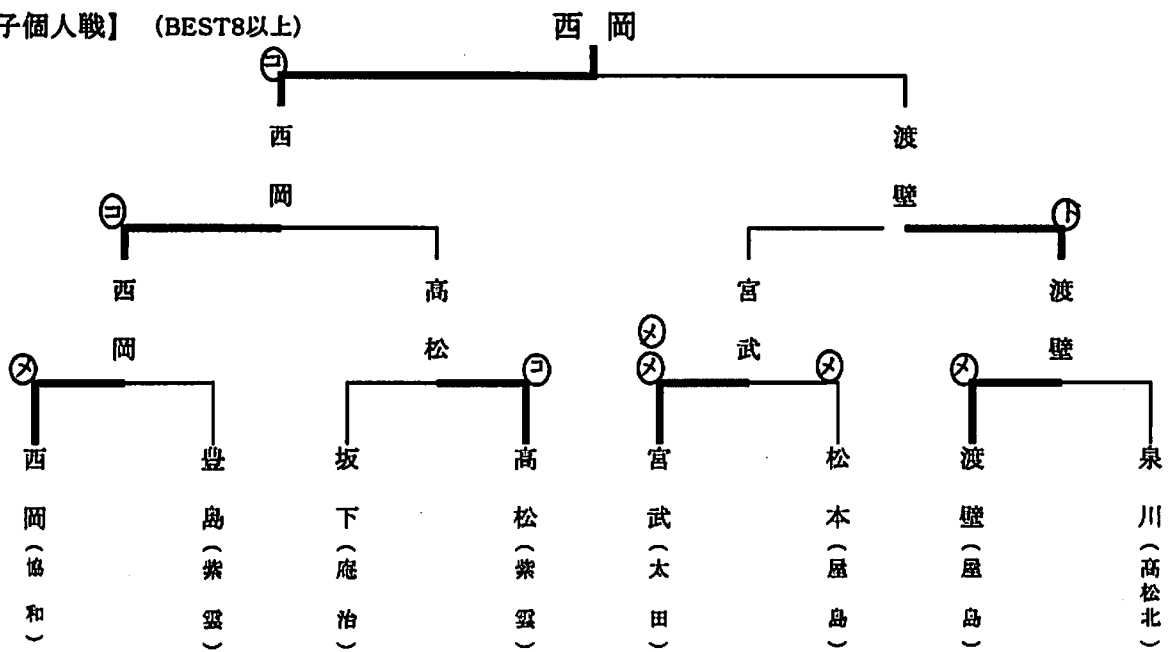 子個人戦】 (BEST8以上)
西岡
コ
西岡
渡壁
コ
ド
西岡
高松
宮武
渡壁
メ
コ
メ
メ
メ
メ
西岡(協和)
豊島(紫雲)
坂下(庵治)
高松(紫雲)
宮武(太田)
松本(屋島)
渡壁(屋島)
泉川(高松北)